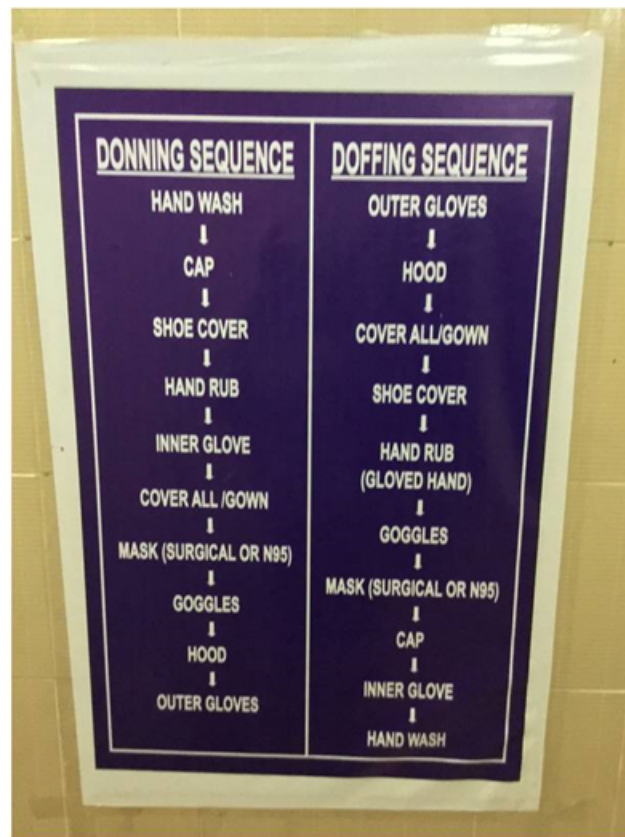 DONNING SEQUENCE
HAND WASH
CAP
SHOE COVER
HAND RUB
INNER GLOVE
COVER ALL /GOWN
MASK (SURGICAL OR N95)
GOGGLES
HOOD
OUTER GLOVES
DOFFING SEQUENCE
OUTER GLOVES
HOOD
COVER ALL/GOWN
SHOE COVER
HAND RUB
(GLOVED HAND)
GOGGLES
MASK (SURGICAL OR N95)
CAP
INNER GLOVE
HAND WASH